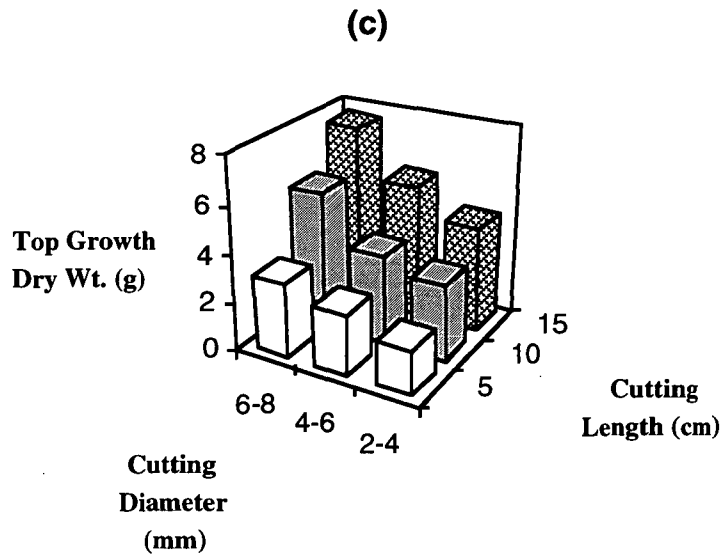 (c)
8
6
4
2
0
Top Growth
Dry Wt. (g)
6-8
4-6
2-4
5
10
15
Cutting
Diameter
(mm)
Cutting
Length (cm)